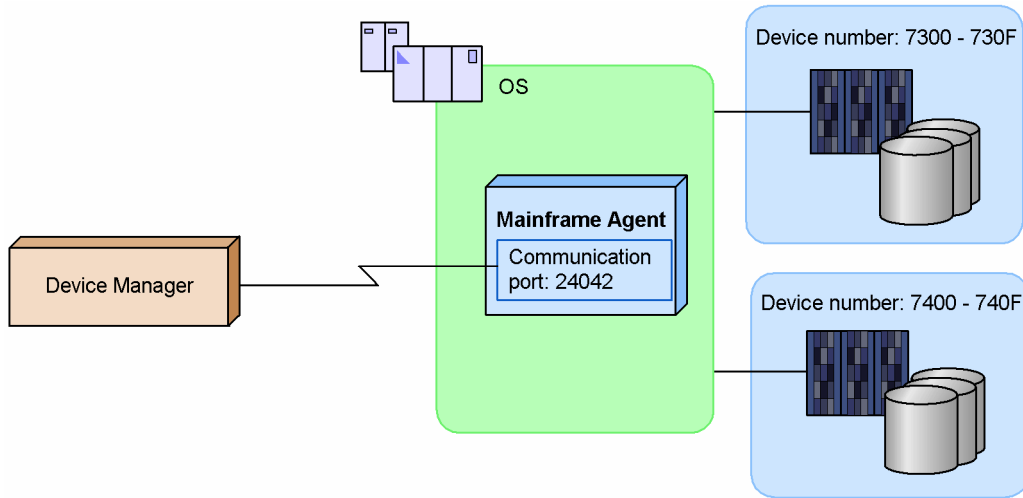 Device number: 7300 - 730F
OS
Mainframe Agent
Communication
port: 24042
Device Manager
Device number: 7400 - 740F